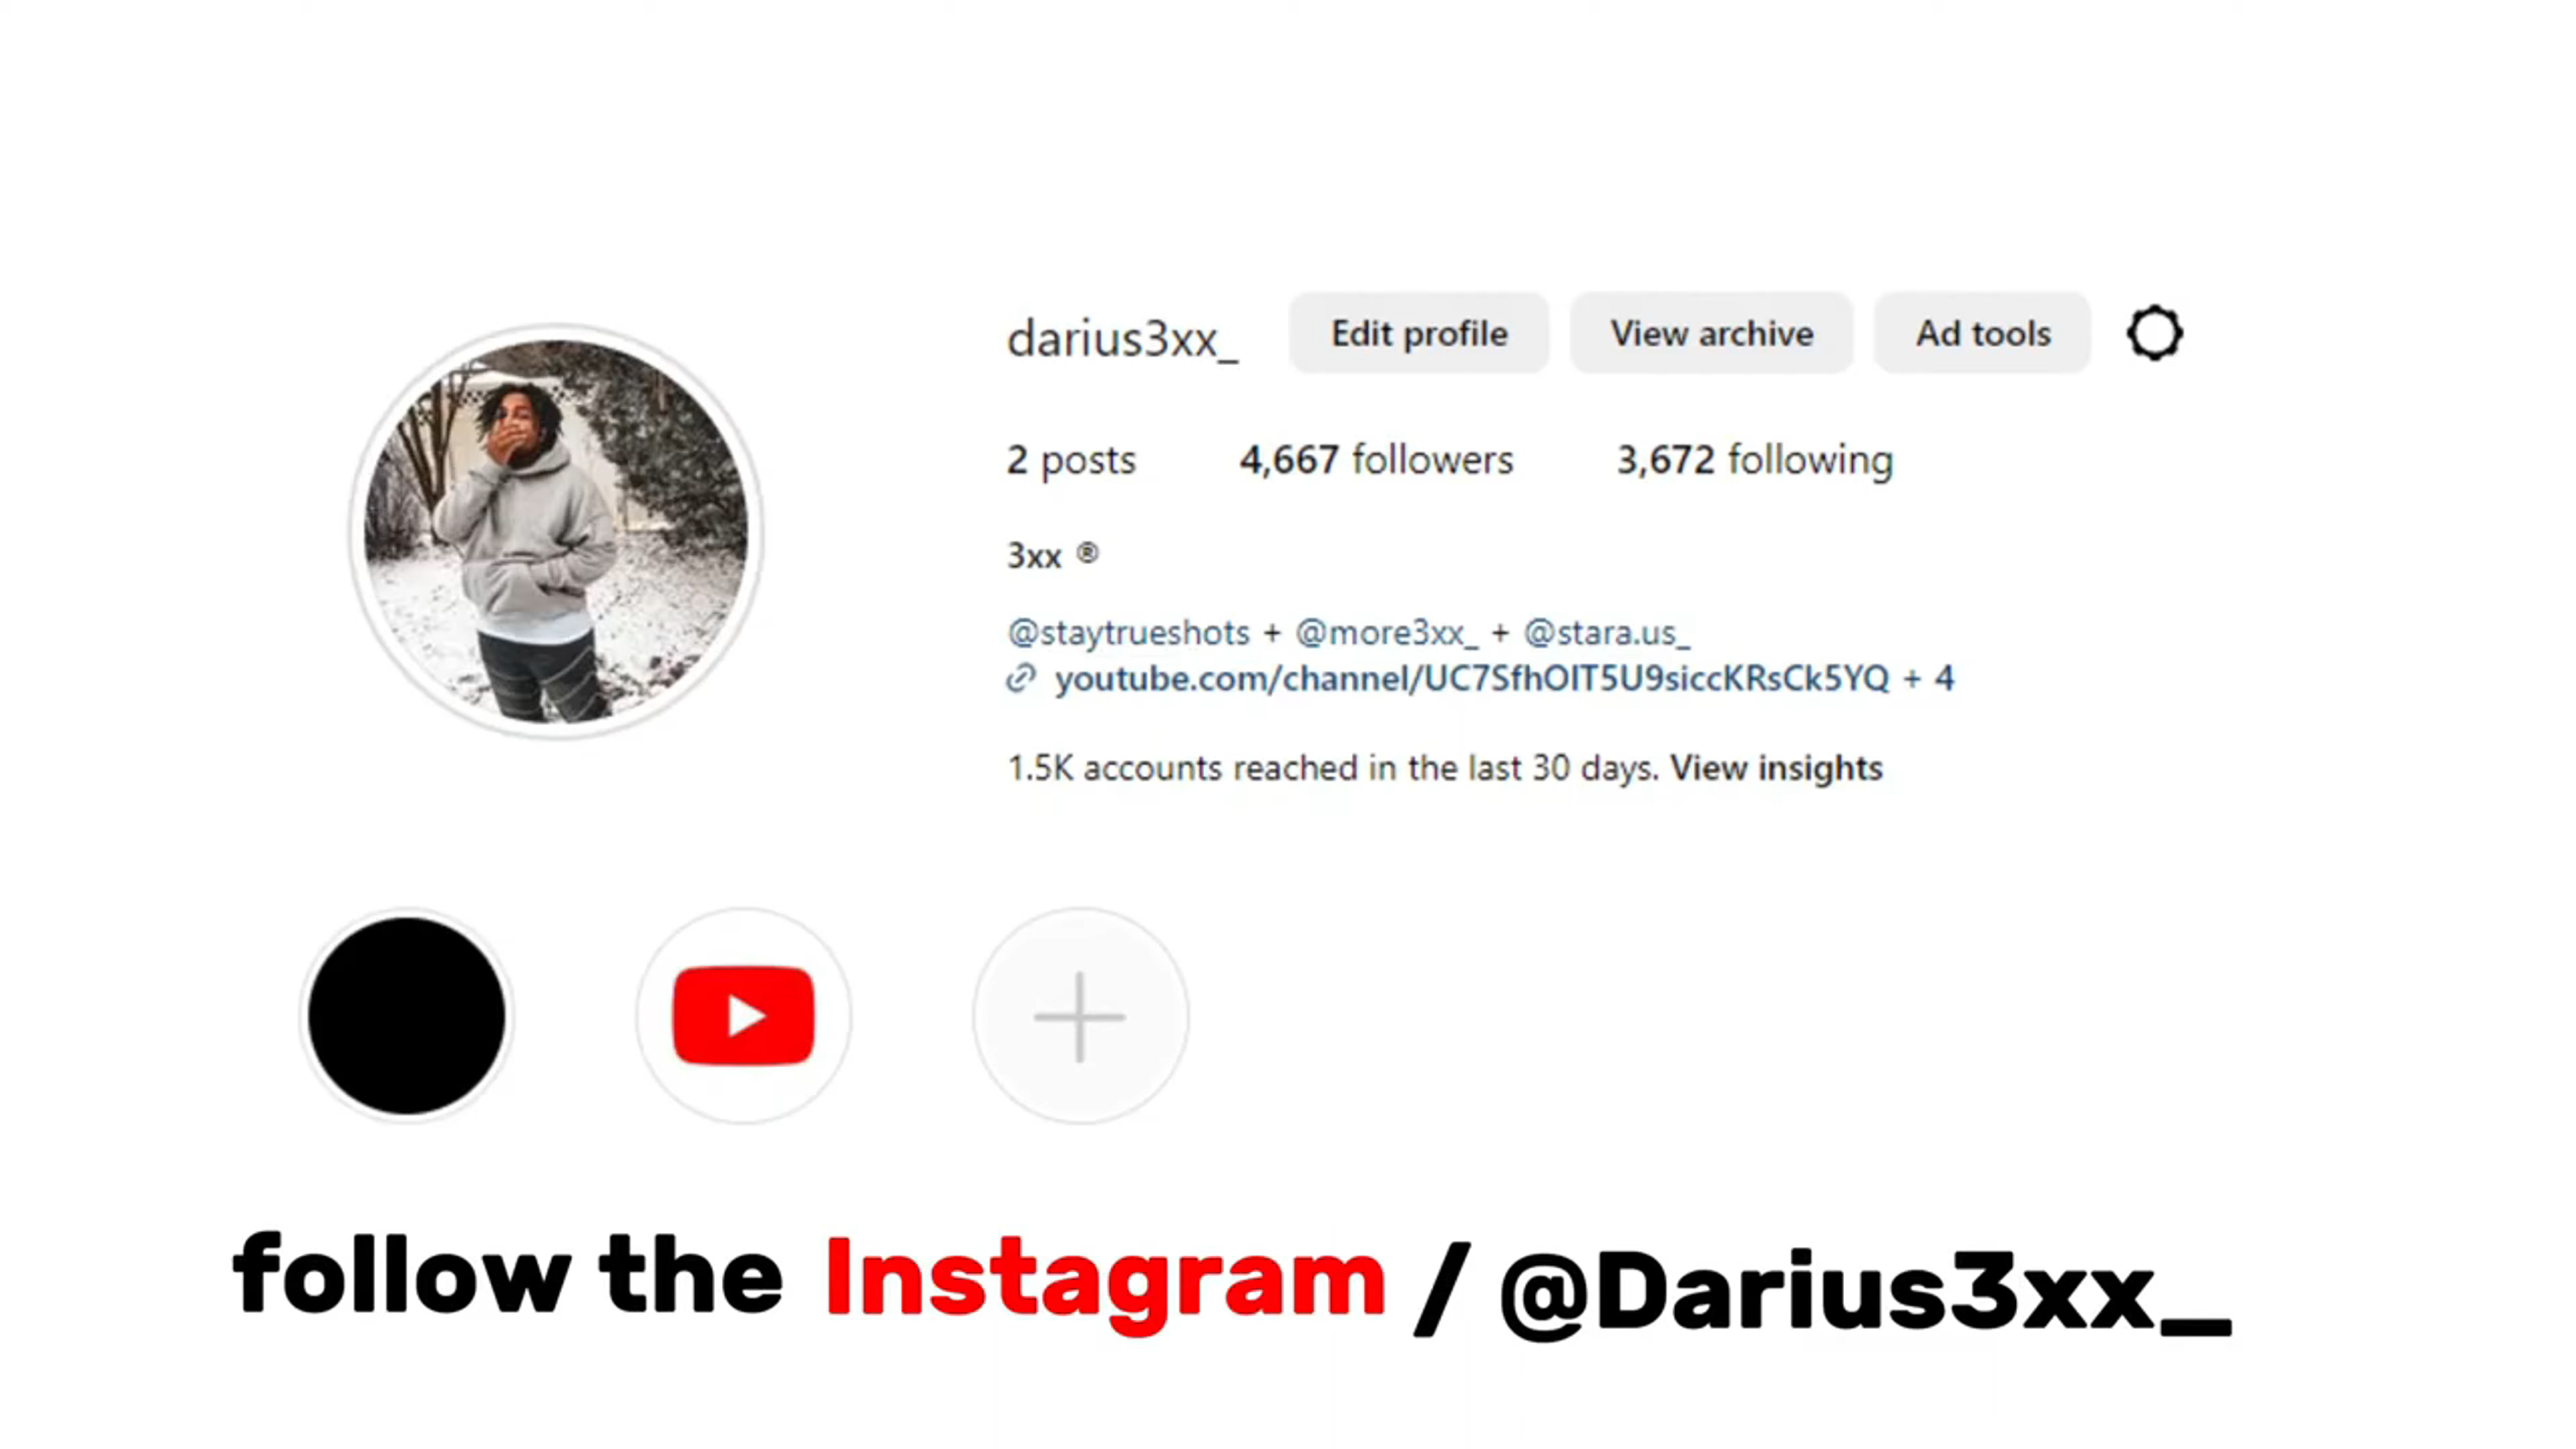 darius3xx_ Edit profile View archive Ad tools
2 posts 4,667 followers 3,672 following
3xx ®
@staytrueshots + @more3xx_ + @stara.us_
youtube.com/channel/UC7SfhOIT5U9siccKRsCk5YQ + 4
1.5K accounts reached in the last 30 days. View insights
follow the Instagram / @Darius3xx_